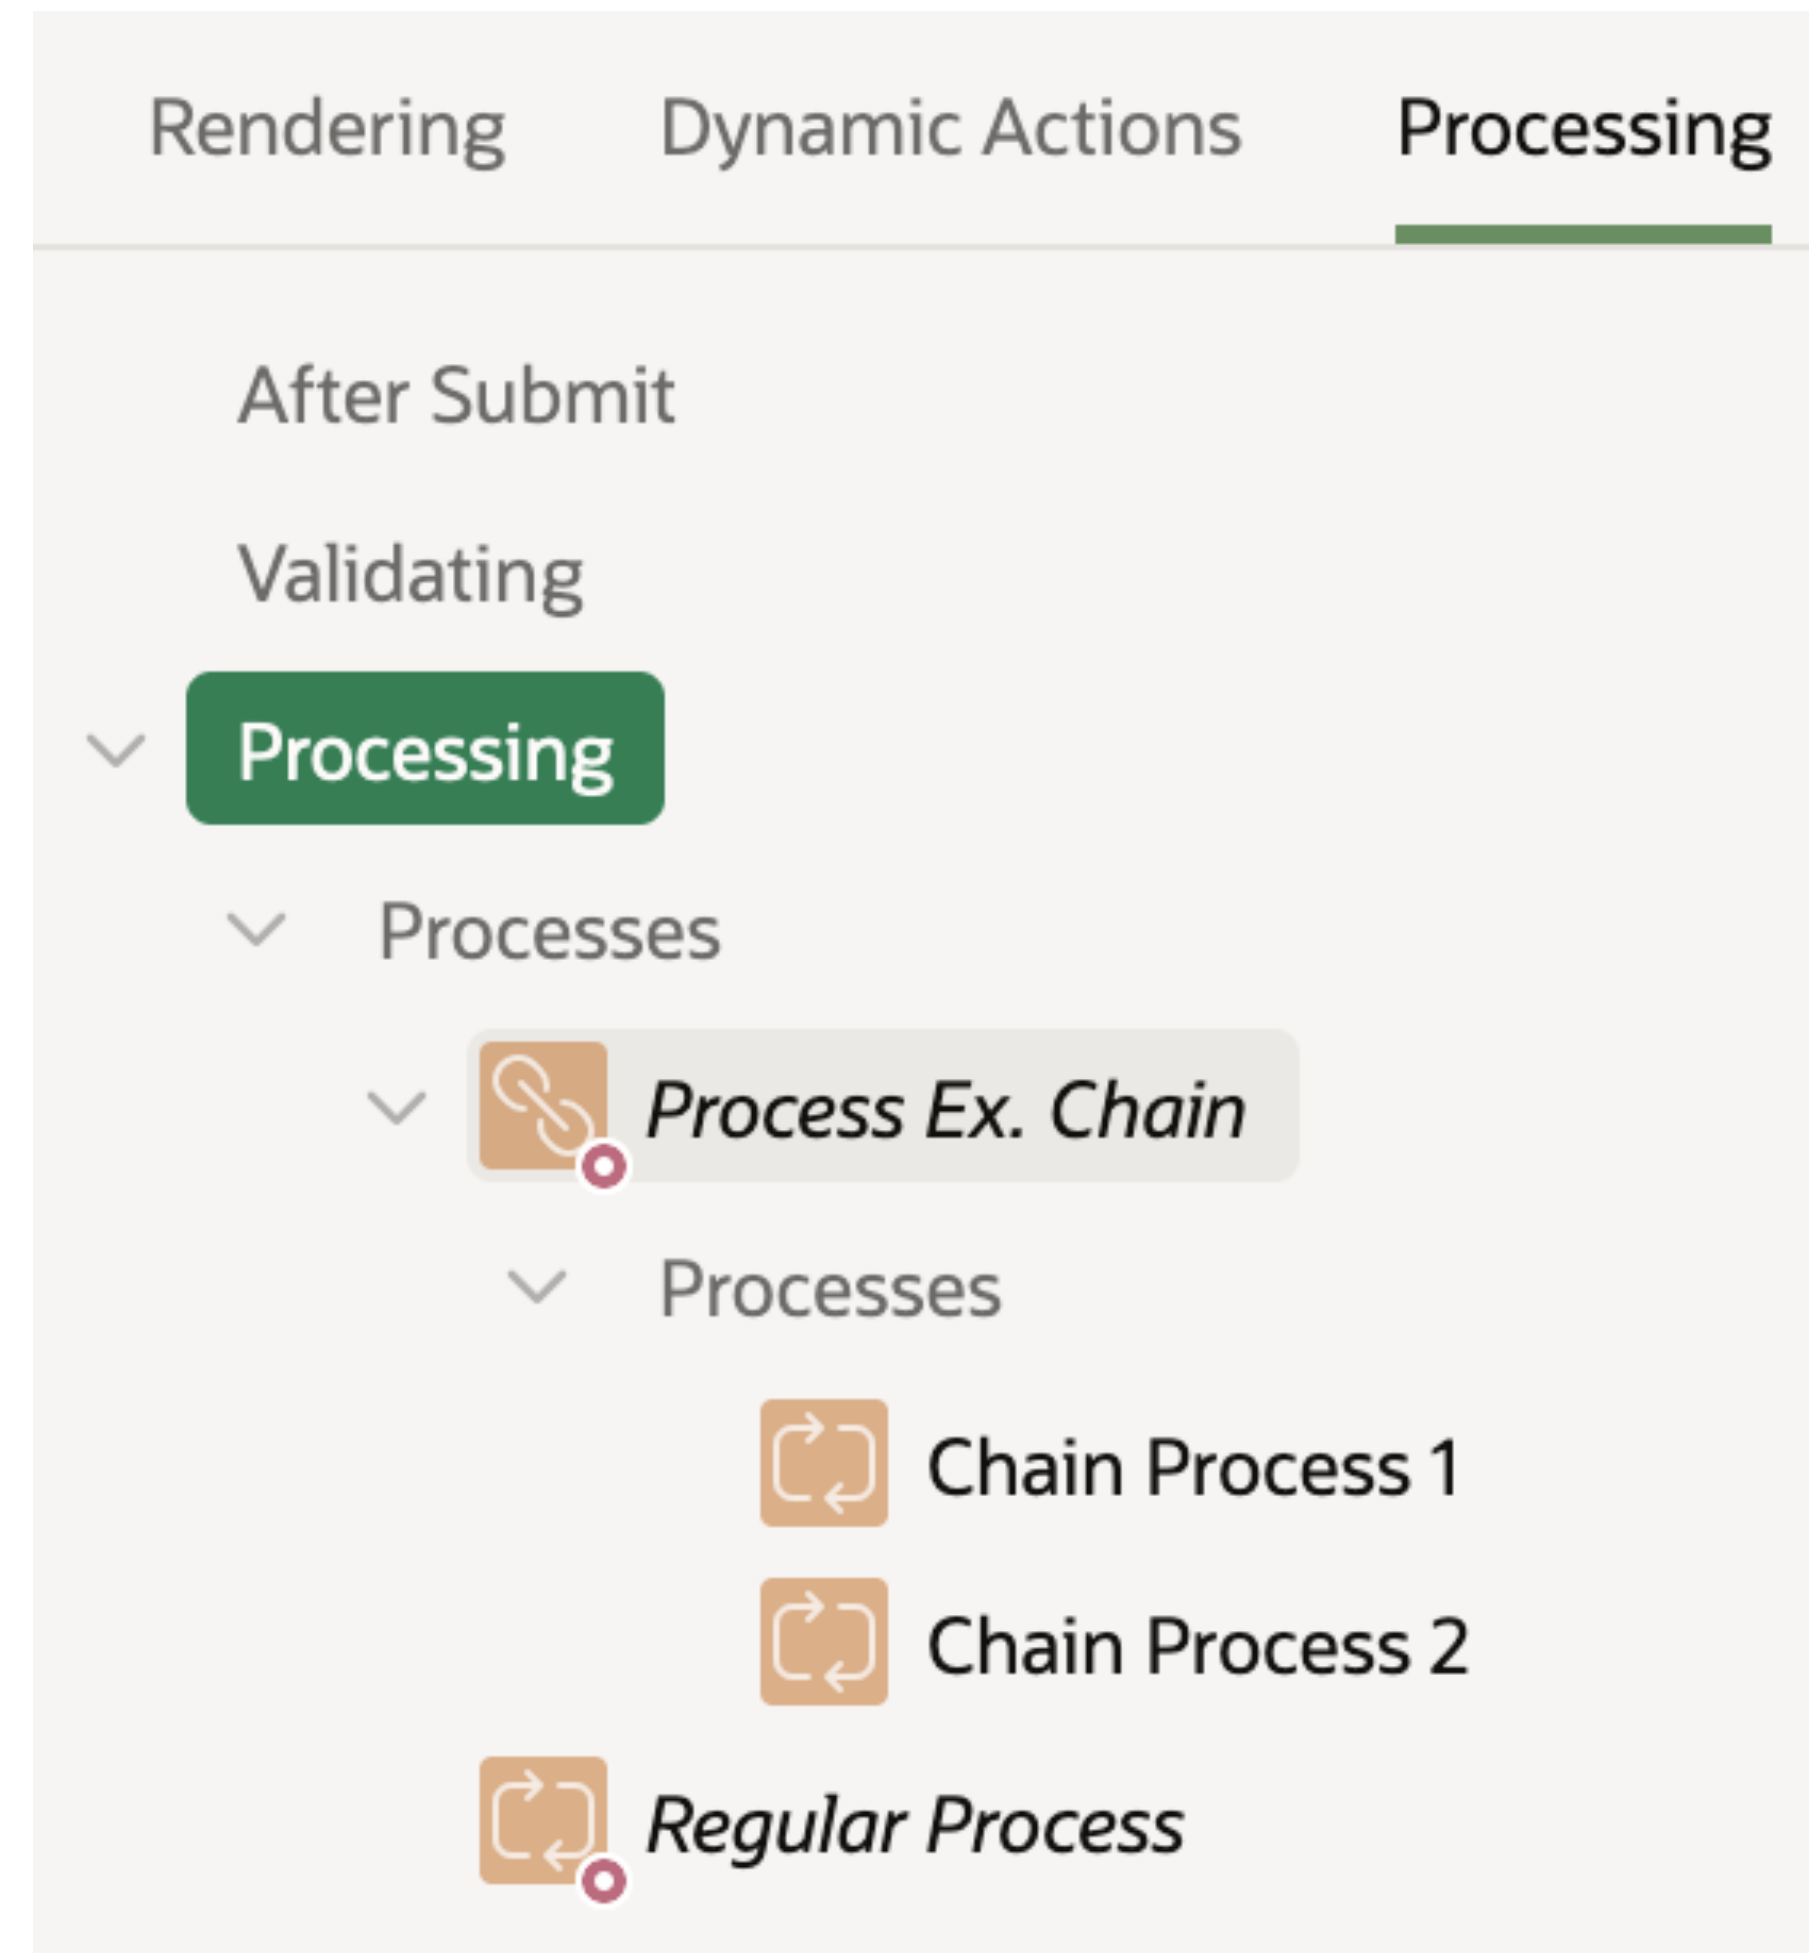 Rendering Dynamic Actions Processing
After Submit
Validating
Processing
Processes
Process Ex. Chain
Processes
Chain Process 1
Chain Process 2
Regular Process